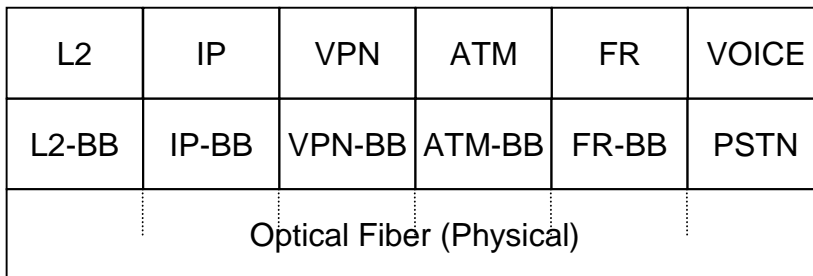 L2 IP VPN ATM FR VOICE
L2-BB IP-BB VPN-BB ATM-BB FR-BB PSTN
Optical Fiber (Physical)